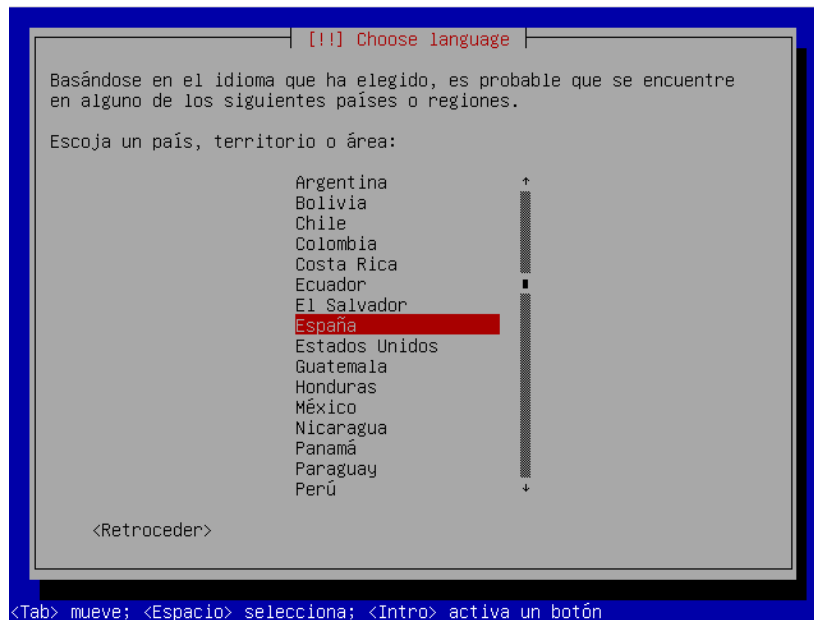 [!!] Choose language
Basándose en el idioma que ha elegido, es probable que se encuentre
en alguno de los siguientes países o regiones.
Escoja un país, territorio o área:
Argentina
Bolivia
Chile
Colombia
Costa Rica
Ecuador
El Salvador
España
Estados Unidos
Guatemala
Honduras
México
Nicaragua
Panamá
Paraguay
Perú
<Retroceder>
<Tab> mueve; <Espacio> selecciona; <Intro> activa un botón